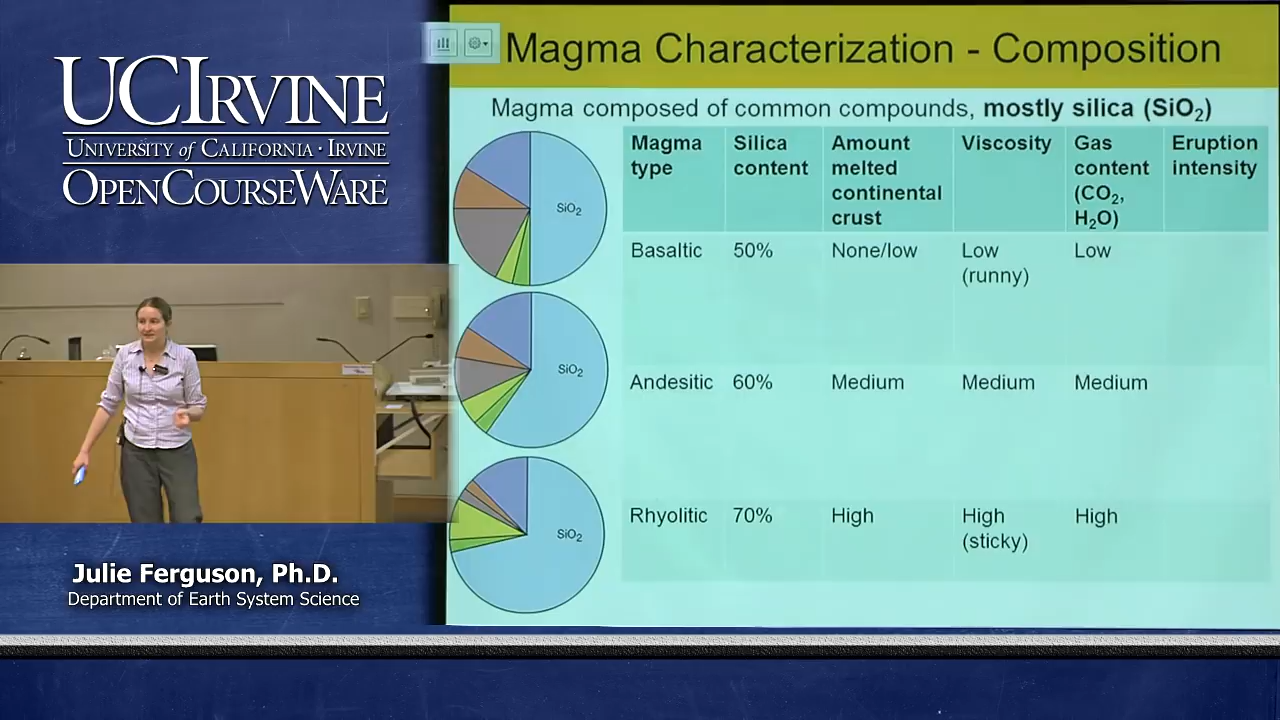 UCIRVINE
UNIVERSITY of CALIFORNIA · IRVINE
OPENCOURSEWARE
Julie Ferguson, Ph.D.
Department of Earth System Science
Magma Characterization - Composition
Magma composed of common compounds, mostly silica (SiO₂)
SiO₂
SiO₂
SiO₂
Magma type
Silica content
Amount melted continental crust
Viscosity
Gas content (CO₂, H₂O)
Eruption intensity
Basaltic 50% None/low Low (runny) Low
Andesitic 60% Medium Medium Medium
Rhyolitic 70% High High (sticky) High